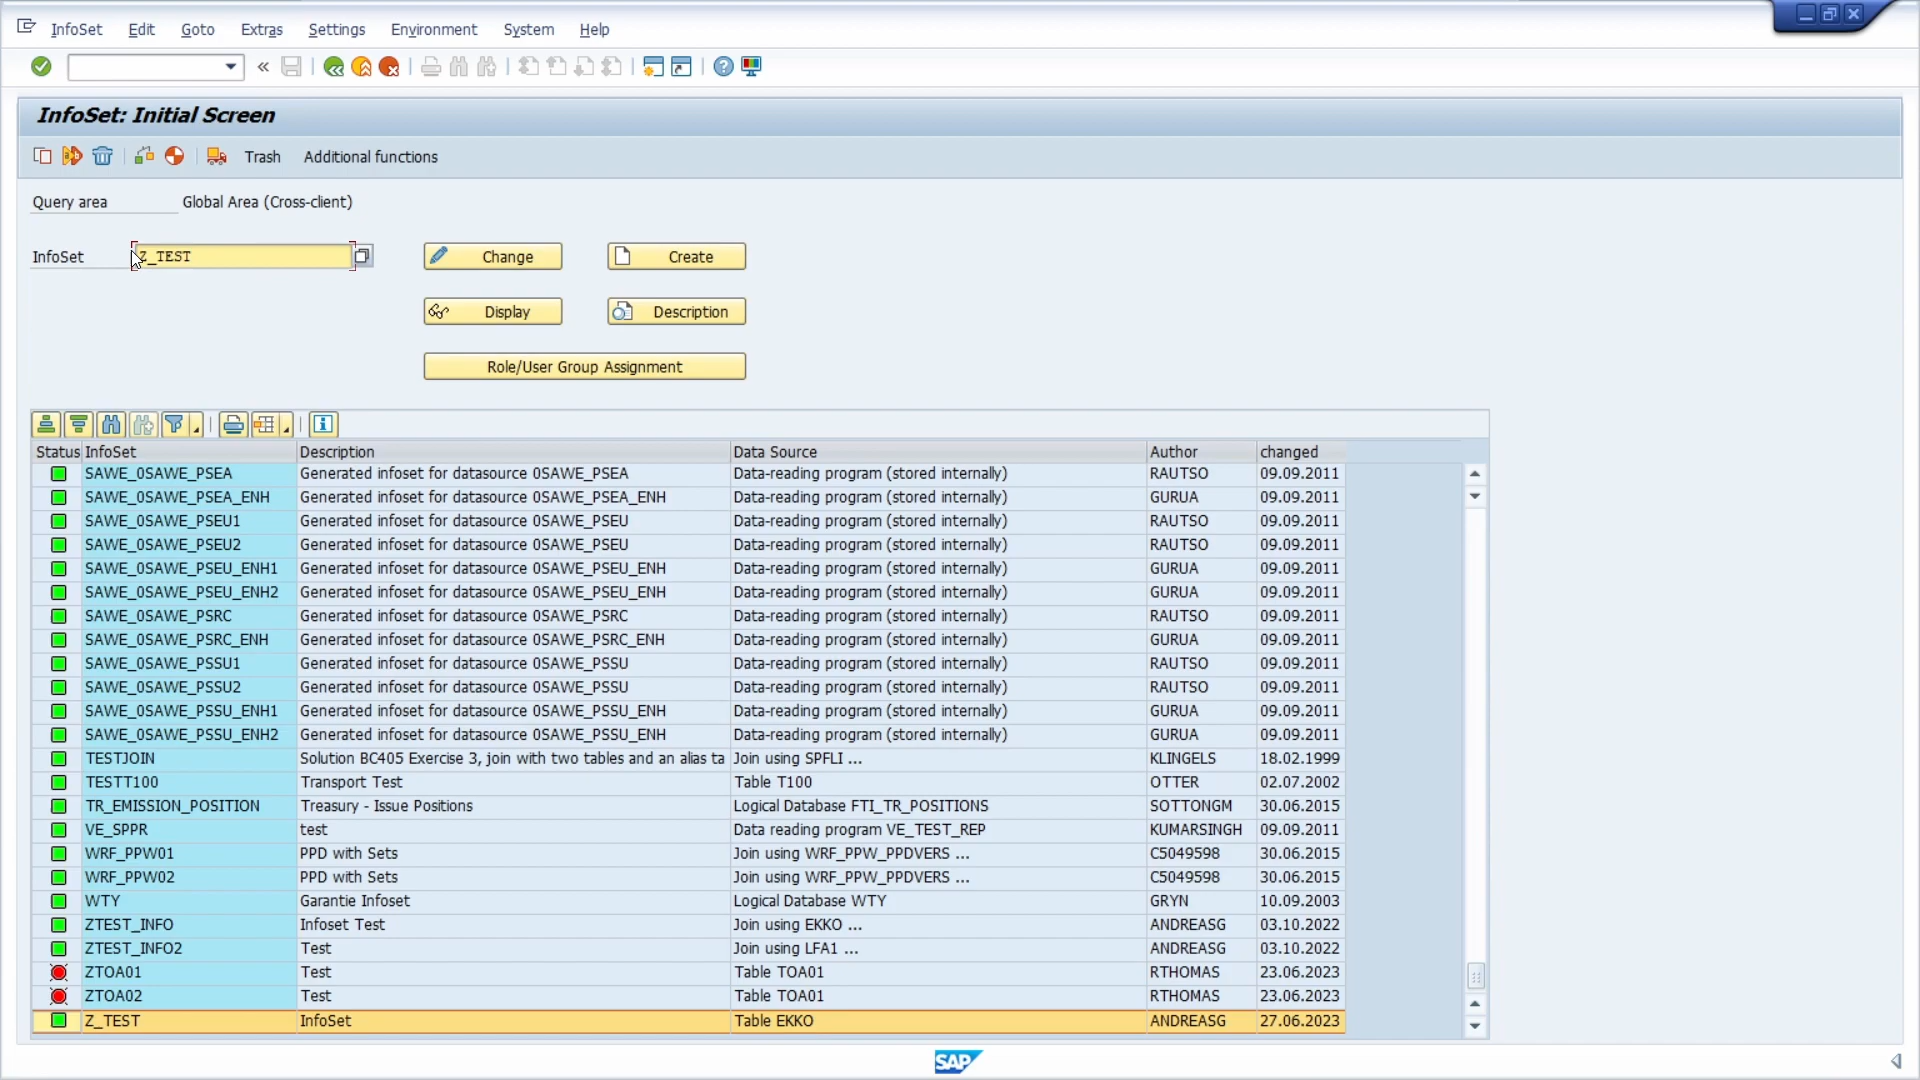 InfoSet Edit Goto Extras Settings Environment System Help
InfoSet: Initial Screen
Trash Additional functions
Query area Global Area (Cross-client)
InfoSet Z_TEST Change Create
Display Description
Role/User Group Assignment
Status InfoSet Description Data Source Author changed
SAWE_0SAWE_PSEA Generated infoset for datasource 0SAWE_PSEA Data-reading program (stored internally) RAUTSO 09.09.2011
SAWE_0SAWE_PSEA_ENH Generated infoset for datasource 0SAWE_PSEA_ENH Data-reading program (stored internally) GURUA 09.09.2011
SAWE_0SAWE_PSEU1 Generated infoset for datasource 0SAWE_PSEU Data-reading program (stored internally) RAUTSO 09.09.2011
SAWE_0SAWE_PSEU2 Generated infoset for datasource 0SAWE_PSEU Data-reading program (stored internally) RAUTSO 09.09.2011
SAWE_0SAWE_PSEU_ENH1 Generated infoset for datasource 0SAWE_PSEU_ENH Data-reading program (stored internally) GURUA 09.09.2011
SAWE_0SAWE_PSEU_ENH2 Generated infoset for datasource 0SAWE_PSEU_ENH Data-reading program (stored internally) GURUA 09.09.2011
SAWE_0SAWE_PSRC Generated infoset for datasource 0SAWE_PSRC Data-reading program (stored internally) RAUTSO 09.09.2011
SAWE_0SAWE_PSRC_ENH Generated infoset for datasource 0SAWE_PSRC_ENH Data-reading program (stored internally) GURUA 09.09.2011
SAWE_0SAWE_PSSU1 Generated infoset for datasource 0SAWE_PSSU Data-reading program (stored internally) RAUTSO 09.09.2011
SAWE_0SAWE_PSSU2 Generated infoset for datasource 0SAWE_PSSU Data-reading program (stored internally) RAUTSO 09.09.2011
SAWE_0SAWE_PSSU_ENH1 Generated infoset for datasource 0SAWE_PSSU_ENH Data-reading program (stored internally) GURUA 09.09.2011
SAWE_0SAWE_PSSU_ENH2 Generated infoset for datasource 0SAWE_PSSU_ENH Data-reading program (stored internally) GURUA 09.09.2011
TESTJOIN Solution BC405 Exercise 3, join with two tables and an alias ta Join using SPFLI ... KLINGELS 18.02.1999
TESTT100 Transport Test Table T100 OTTER 02.07.2002
TR_EMISSION_POSITION Treasury - Issue Positions Logical Database FTI_TR_POSITIONS SOTTONGM 30.06.2015
VE_SPPR test Data reading program VE_TEST_REP KUMARSINGH 09.09.2011
WRF_PPW01 PPD with Sets Join using WRF_PPW_PPDVERS ... C5049598 30.06.2015
WRF_PPW02 PPD with Sets Join using WRF_PPW_PPDVERS ... C5049598 30.06.2015
WTY Garantie Infoset Logical Database WTY GRYN 10.09.2003
ZTEST_INFO Infoset Test Join using EKKO ... ANDREASG 03.10.2022
ZTEST_INFO2 Test Join using LFA1 ... ANDREASG 03.10.2022
ZTOA01 Test Table TOA01 RTHOMAS 23.06.2023
ZTOA02 Test Table TOA01 RTHOMAS 23.06.2023
Z_TEST InfoSet Table EKKO ANDREASG 27.06.2023
SAP